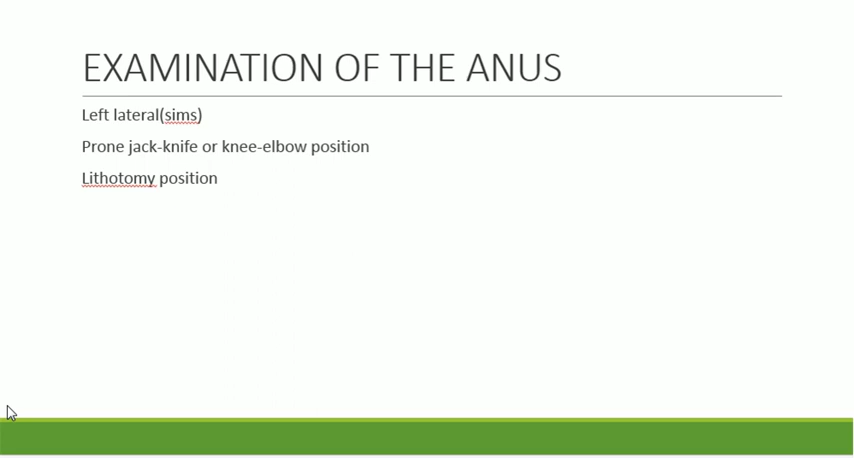 EXAMINATION OF THE ANUS
Left lateral(sims)
Prone jack-knife or knee-elbow position
Lithotomy position